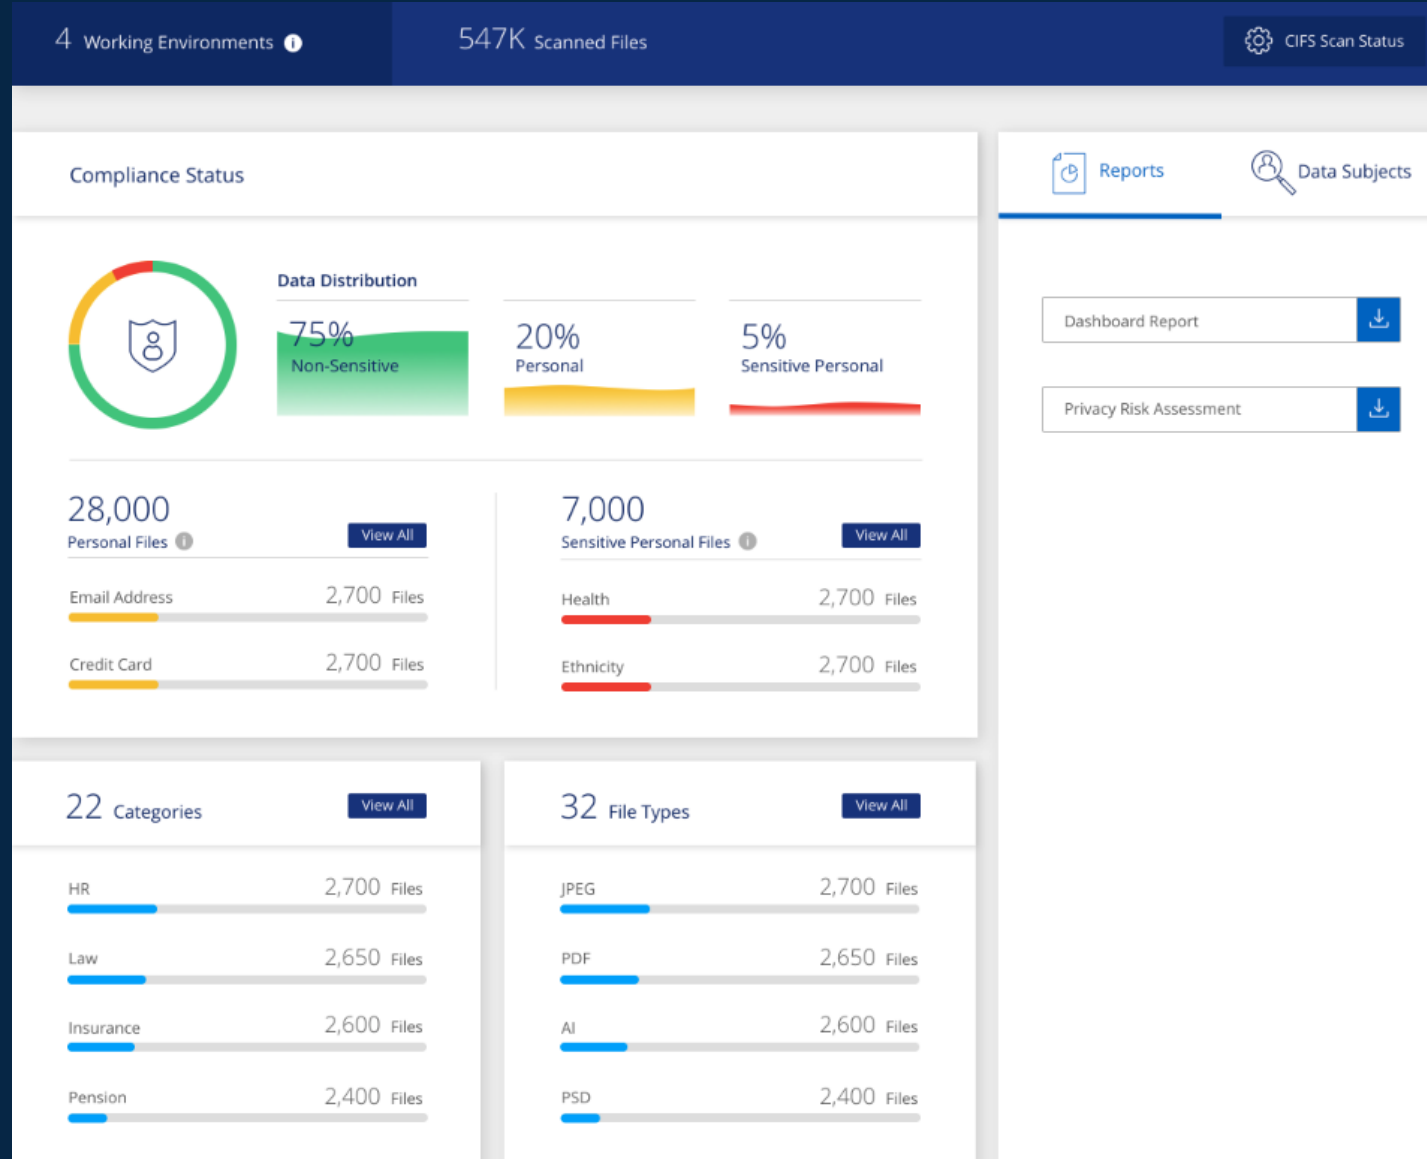 4 Working Environments i
547K Scanned Files
CIFS Scan Status
Compliance Status
Reports
Data Subjects
Data Distribution
75%
Non-Sensitive
20%
Personal
5%
Sensitive Personal
Dashboard Report
Privacy Risk Assessment
28,000
Personal Files i
View All
Email Address 2,700 Files
Credit Card 2,700 Files
7,000
Sensitive Personal Files i
View All
Health 2,700 Files
Ethnicity 2,700 Files
22 Categories
View All
HR 2,700 Files
Law 2,650 Files
Insurance 2,600 Files
Pension 2,400 Files
32 File Types
View All
JPEG 2,700 Files
PDF 2,650 Files
AI 2,600 Files
PSD 2,400 Files